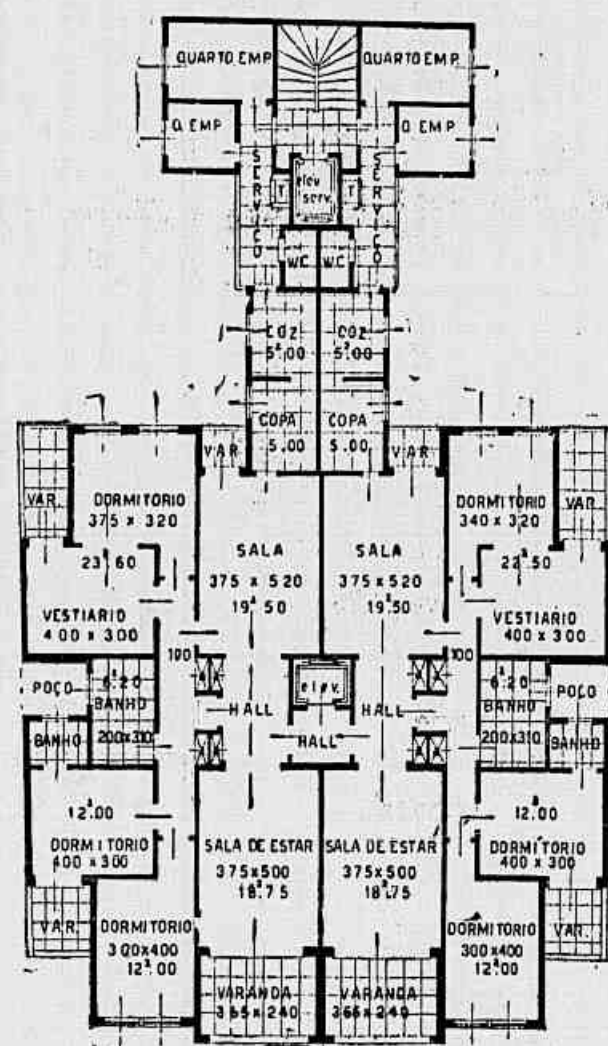 QUARTO EMP.
QUARTO EMP.
Q. EMP
Q. EMP
SERVIÇO
T
elev
serv.
T
SERVIÇO
W.C
W.C
COZ
5.00
COZ
5.00
COPA
5.00
COPA
5.00
VAR
VAR
VAR.
DORMITORIO
375 x 320
23.60
VESTIARIO
400 x 300
SALA
375 x 520
19.50
SALA
375 x 520
19.50
DORMITORIO
340 x 320
22.50
VESTIARIO
400 x 300
VAR
100
100
POÇO
6.20
BANHO
200x310
BANHO
HALL
elev.
HALL
HALL
6.20
BANHO
200x310
POÇO
BANHO
12.00
DORMITORIO
400 x 300
VAR.
DORMITORIO
300x400
12.00
SALA DE ESTAR
375x500
18.75
SALA DE ESTAR
375x500
18.75
12.00
DORMITORIO
400 x 300
VAR.
DORMITORIO
300x400
12.00
VARANDA
VARANDA